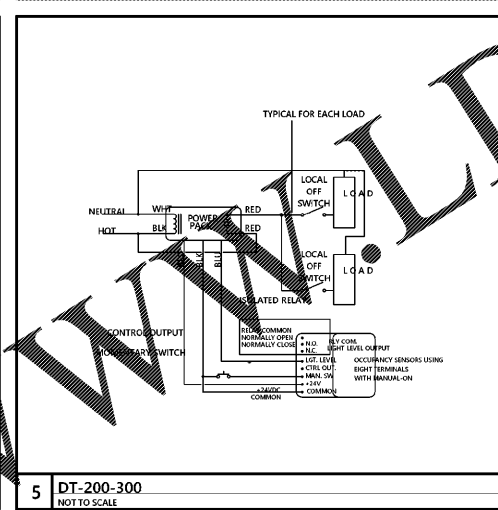 TYPICAL FOR EACH LOAD
LOCAL
OFF
SWITCH
LOAD
NEUTRAL
WHT
RED
POWER
PACK
HOT
BLK
RED
LOCAL
OFF
SWITCH
LOAD
BLK
BLU
ISOLATED RELAY
CONTROL OUTPUT
MOMENTARY SWITCH
RELAY COMMON
NORMALLY OPEN
NORMALLY CLOSE
RLY COM.
N.O.
LIGHT LEVEL OUTPUT
N.C.
LGT. LEVEL
CTRL OUT.
MAN. SW
+24V
COMMON
OCCUPANCY SENSORS USING
EIGHT TERMINALS
WITH MANUAL-ON
+24VDC
COMMON
WWW.LD
5
DT-200-300
NOT TO SCALE